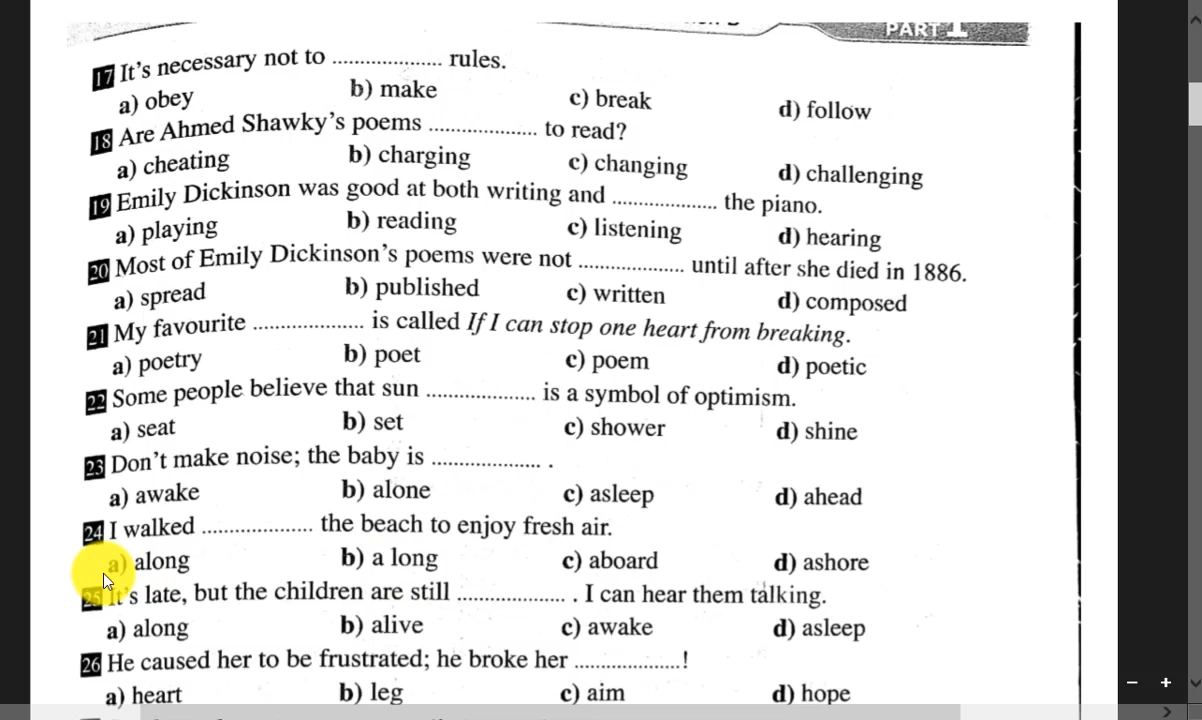 PART 1
17 It's necessary not to .................... rules.
a) obey b) make c) break d) follow
18 Are Ahmed Shawky's poems .................... to read?
a) cheating b) charging c) changing d) challenging
19 Emily Dickinson was good at both writing and .................... the piano.
a) playing b) reading c) listening d) hearing
20 Most of Emily Dickinson's poems were not .................... until after she died in 1886.
a) spread b) published c) written d) composed
21 My favourite .................... is called If I can stop one heart from breaking.
a) poetry b) poet c) poem d) poetic
22 Some people believe that sun .................... is a symbol of optimism.
a) seat b) set c) shower d) shine
23 Don't make noise; the baby is .................... .
a) awake b) alone c) asleep d) ahead
24 I walked .................... the beach to enjoy fresh air.
a) along b) a long c) aboard d) ashore
25 It's late, but the children are still .................... . I can hear them talking.
a) along b) alive c) awake d) asleep
26 He caused her to be frustrated; he broke her ....................!
a) heart b) leg c) aim d) hope